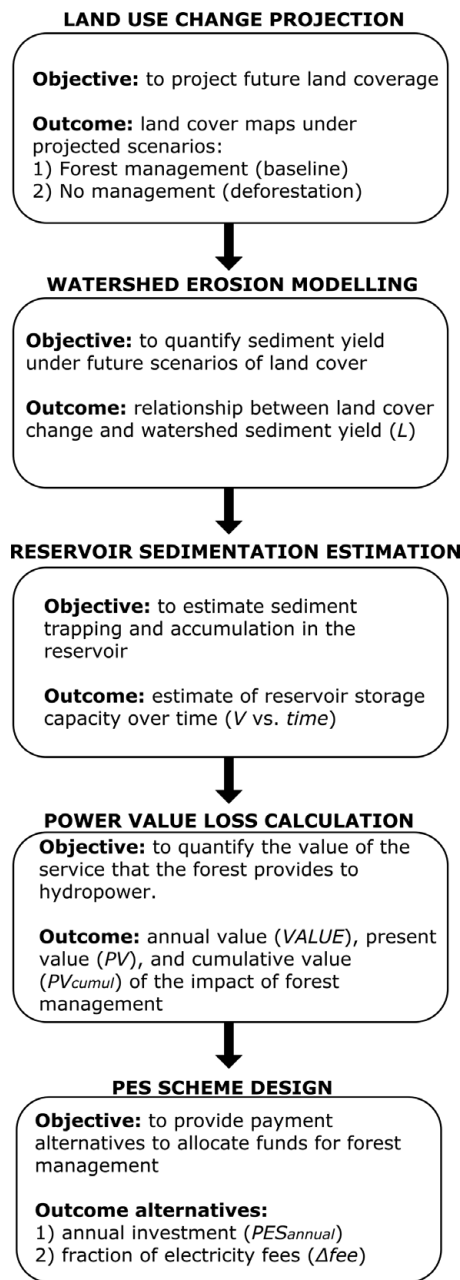 LAND USE CHANGE PROJECTION
Objective: to project future land coverage
Outcome: land cover maps under
projected scenarios:
1) Forest management (baseline)
2) No management (deforestation)
WATERSHED EROSION MODELLING
Objective: to quantify sediment yield
under future scenarios of land cover
Outcome: relationship between land cover
change and watershed sediment yield (L)
RESERVOIR SEDIMENTATION ESTIMATION
Objective: to estimate sediment
trapping and accumulation in the
reservoir
Outcome: estimate of reservoir storage
capacity over time (V vs. time)
POWER VALUE LOSS CALCULATION
Objective: to quantify the value of the
service that the forest provides to
hydropower.
Outcome: annual value (VALUE), present
value (PV), and cumulative value
(PVcumul) of the impact of forest
management
PES SCHEME DESIGN
Objective: to provide payment
alternatives to allocate funds for forest
management
Outcome alternatives:
1) annual investment (PESannual)
2) fraction of electricity fees (Δfee)